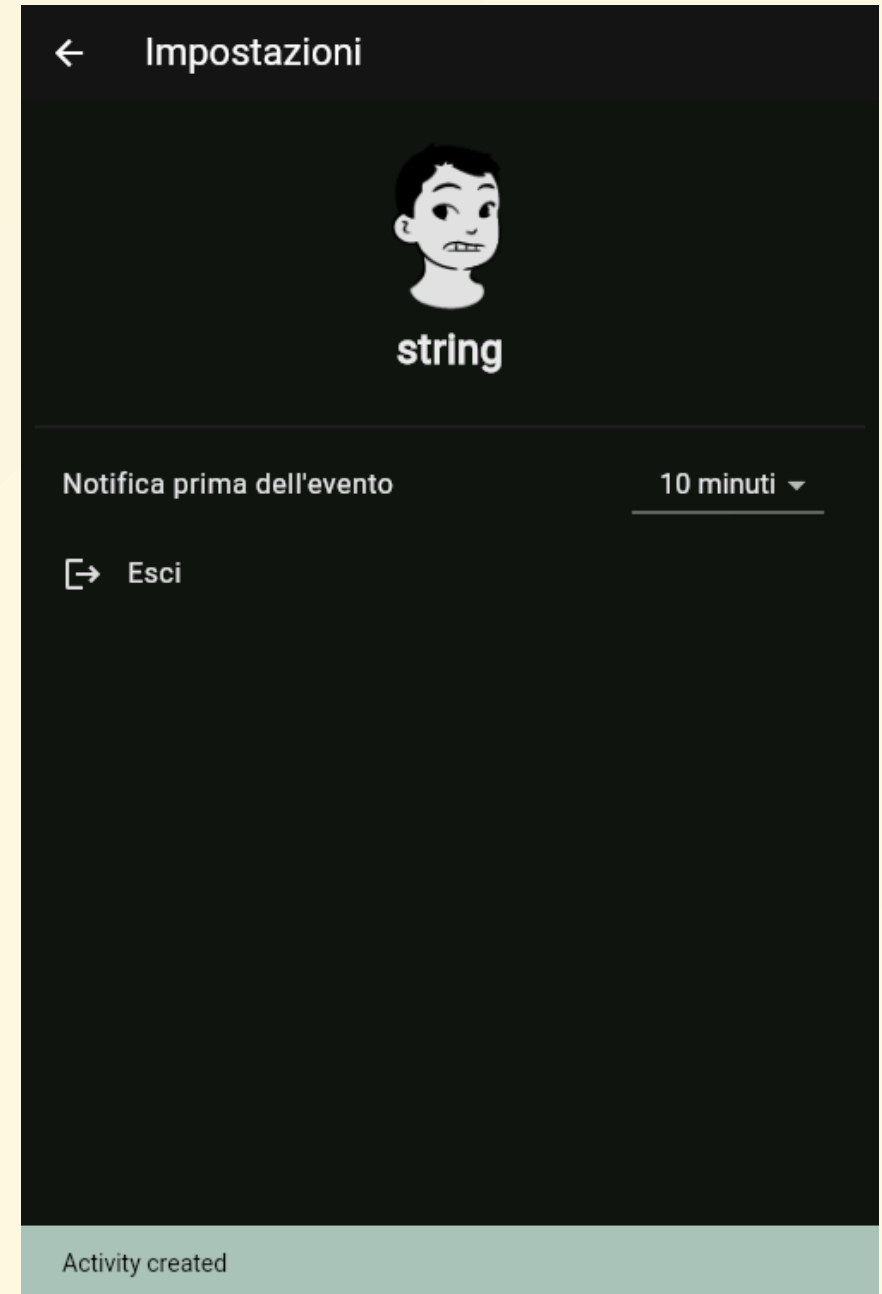 Impostazioni
string
Notifica prima dell'evento
10 minuti
Esci
Activity created